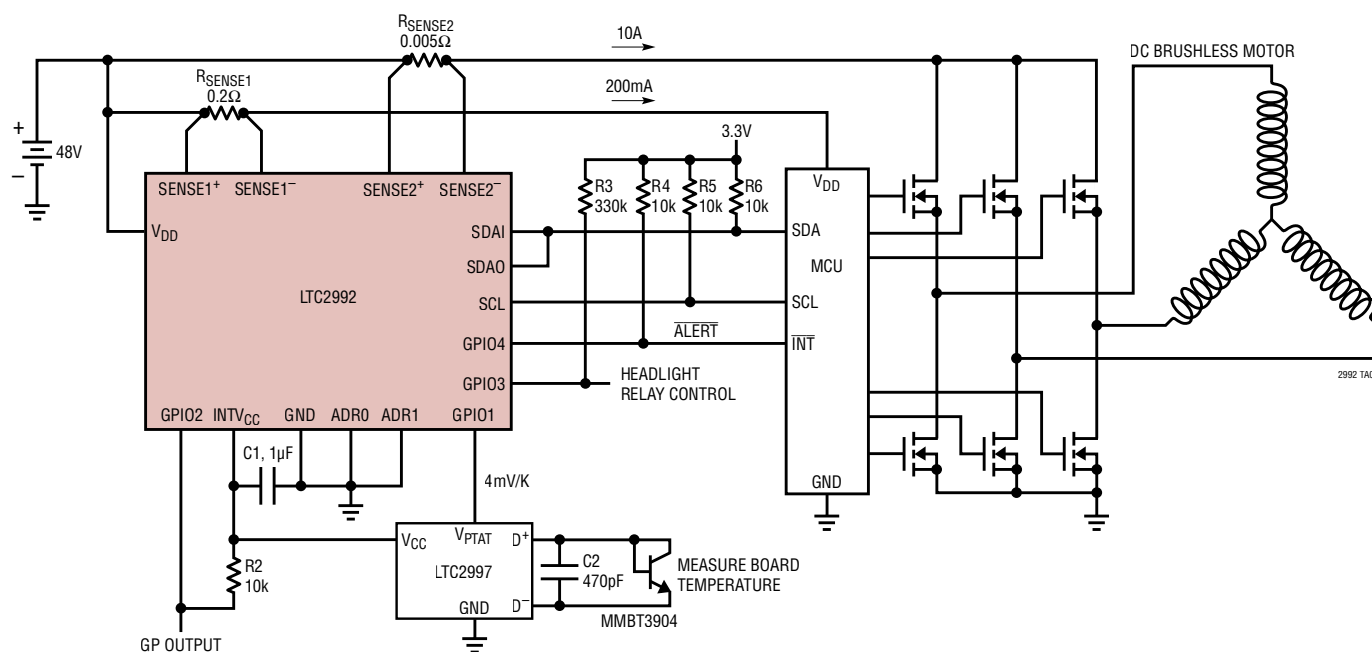 RSENSE2
0.005Ω
10A
DC BRUSHLESS MOTOR
RSENSE1
0.2Ω
200mA
+
48V
–
3.3V
SENSE1+ SENSE1– SENSE2+ SENSE2–
R3
330k
R4
10k
R5
10k
R6
10k
VDD
VDD
SDAI
SDA
SDAO
MCU
LTC2992
SCL
SCL
ALERT
GPIO4
INT
GPIO3
HEADLIGHT
RELAY CONTROL
GPIO2 INTVCC GND ADR0 ADR1 GPIO1
C1, 1µF
4mV/K
GND
VCC
VPTAT
D+
R2
10k
LTC2997
C2
470pF
MEASURE BOARD
TEMPERATURE
GND
D–
MMBT3904
GP OUTPUT